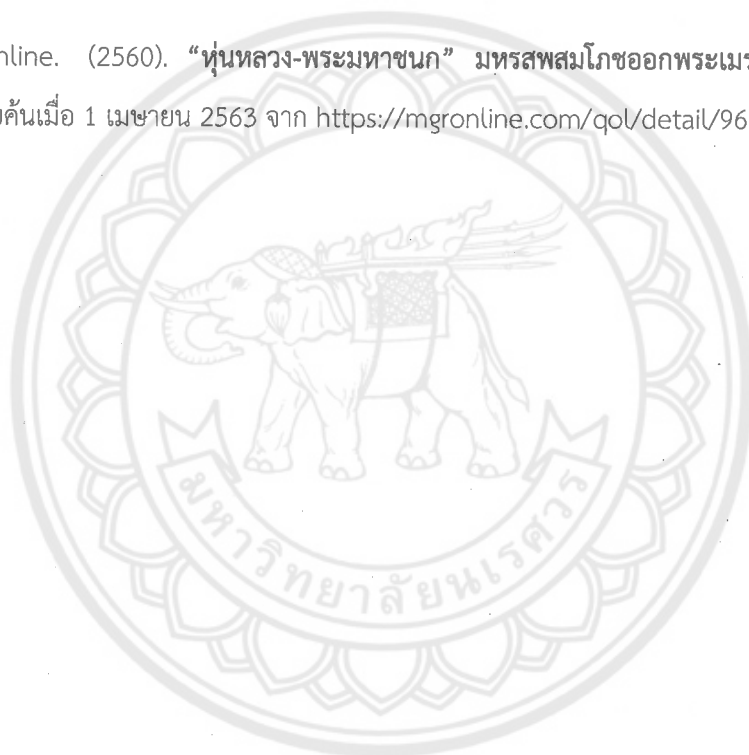 nline. (2560). “หุ่นหลวง-พระมหาชนก” มหรสพสมโภชออกพระเมร
ค้นเมื่อ 1 เมษายน 2563 จาก https://mgronline.com/qol/detail/96
มหาวิทยาลัยนเรศวร